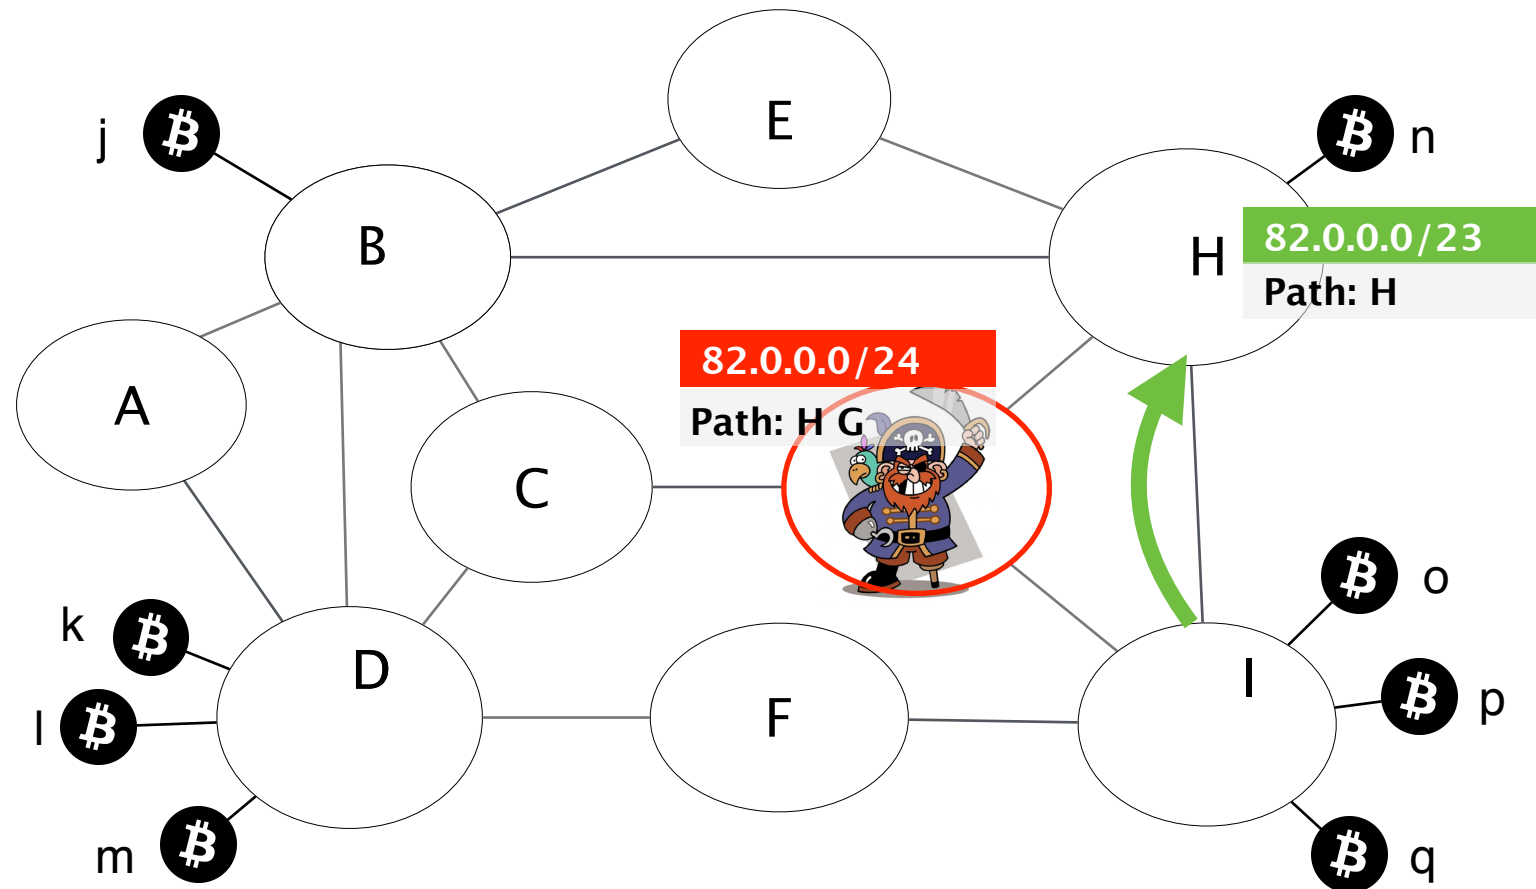 E
j
n
B
H
82.0.0.0/23
Path: H
82.0.0.0/24
Path: H G
A
C
k
o
D
I
l
F
p
m
q